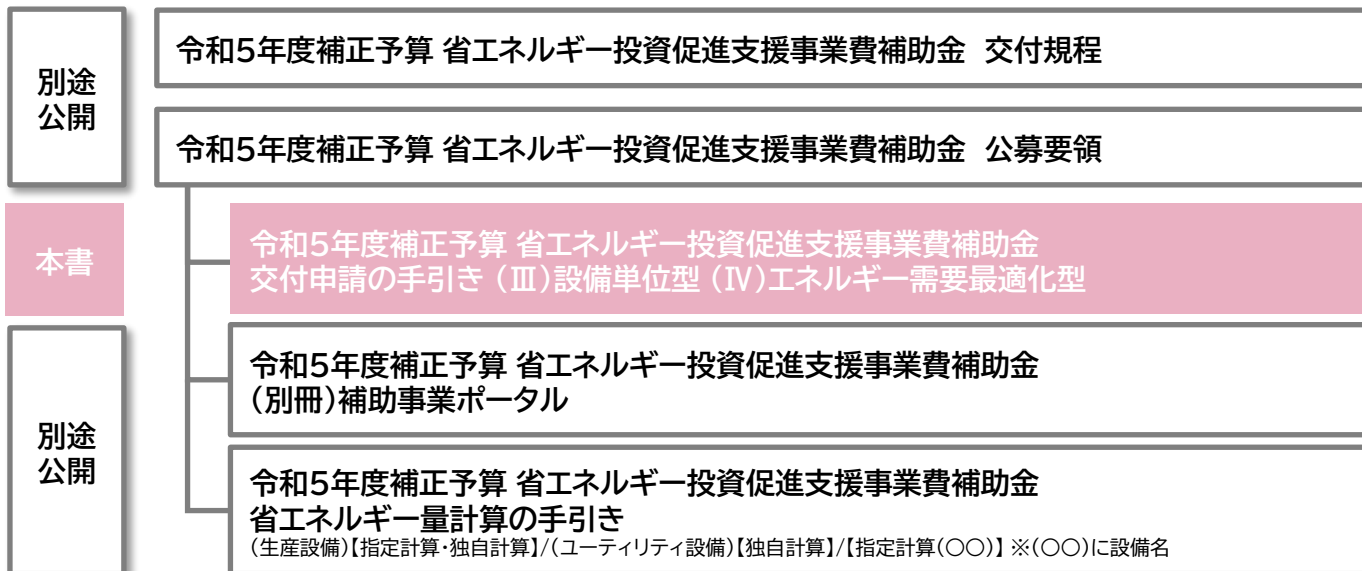 別途
公開
令和5年度補正予算 省エネルギー投資促進支援事業費補助金 交付規程
令和5年度補正予算 省エネルギー投資促進支援事業費補助金 公募要領
本書
令和5年度補正予算 省エネルギー投資促進支援事業費補助金
交付申請の手引き (Ⅲ)設備単位型 (Ⅳ)エネルギー需要最適化型
別途
公開
令和5年度補正予算 省エネルギー投資促進支援事業費補助金
(別冊)補助事業ポータル
令和5年度補正予算 省エネルギー投資促進支援事業費補助金
省エネルギー量計算の手引き
(生産設備)【指定計算・独自計算】/(ユーティリティ設備)【独自計算】/【指定計算(○○)】 ※(○○)に設備名